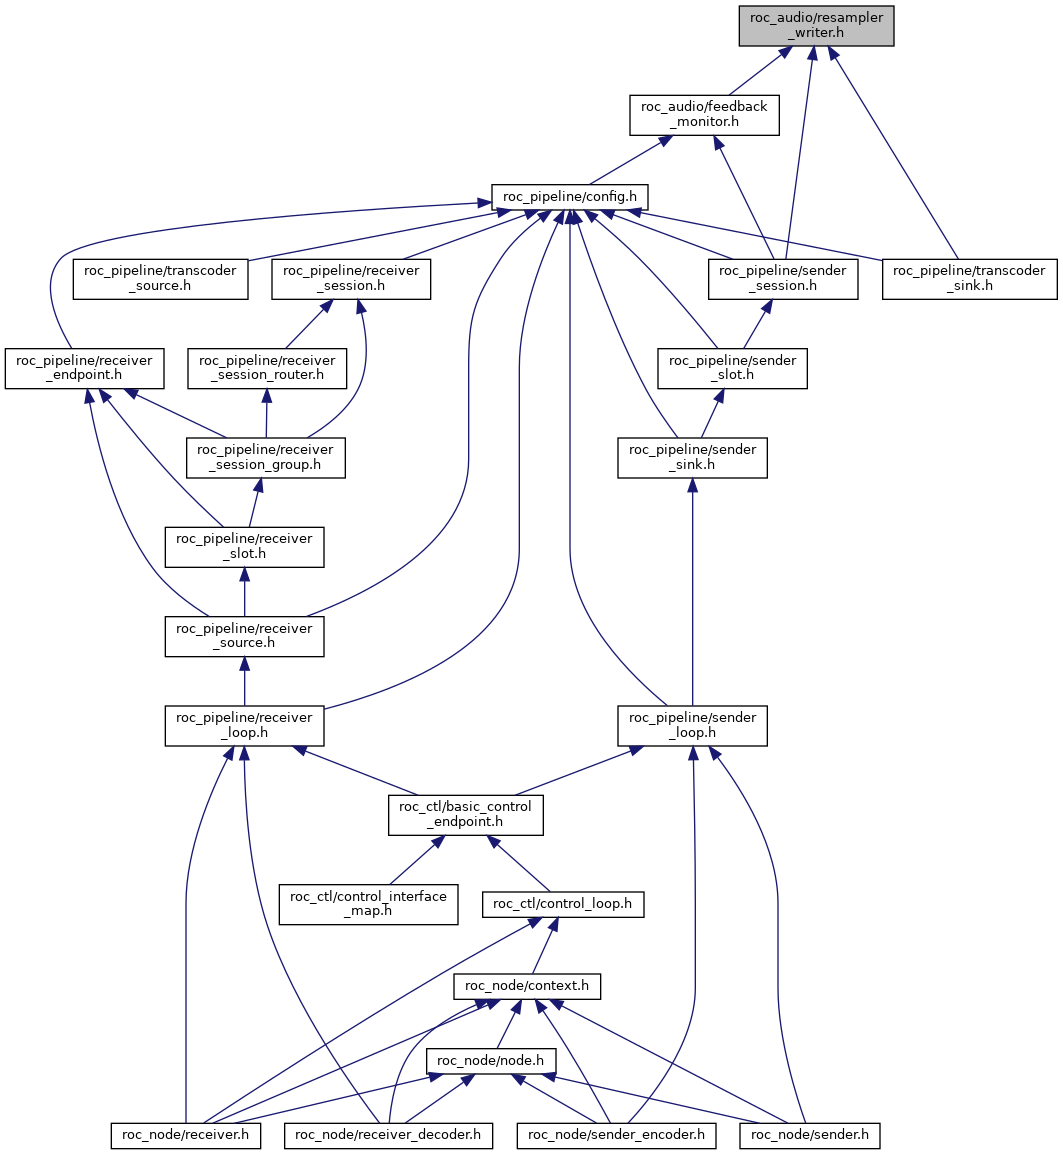 roc_audio/resampler
_writer.h
roc_audio/feedback
_monitor.h
roc_pipeline/config.h
roc_pipeline/transcoder
_source.h
roc_pipeline/receiver
_session.h
roc_pipeline/sender
_session.h
roc_pipeline/transcoder
_sink.h
roc_pipeline/receiver
_endpoint.h
roc_pipeline/receiver
_session_router.h
roc_pipeline/sender
_slot.h
roc_pipeline/receiver
_session_group.h
roc_pipeline/sender
_sink.h
roc_pipeline/receiver
_slot.h
roc_pipeline/receiver
_source.h
roc_pipeline/receiver
_loop.h
roc_pipeline/sender
_loop.h
roc_ctl/basic_control
_endpoint.h
roc_ctl/control_interface
_map.h
roc_ctl/control_loop.h
roc_node/context.h
roc_node/node.h
roc_node/receiver.h
roc_node/receiver_decoder.h
roc_node/sender_encoder.h
roc_node/sender.h